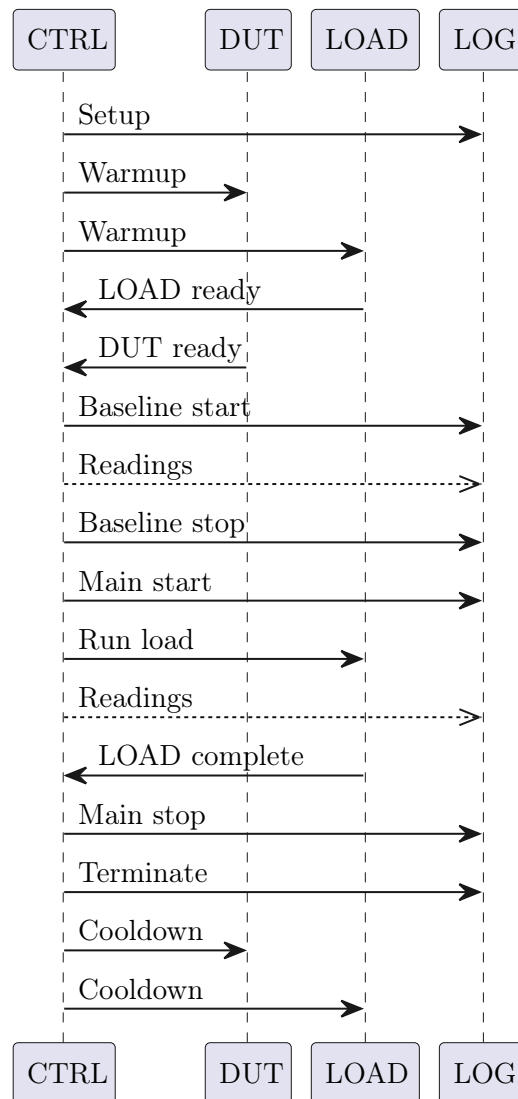 CTRL DUT LOAD LOG
Setup
Warmup
Warmup
LOAD ready
DUT ready
Baseline start
Readings
Baseline stop
Main start
Run load
Readings
LOAD complete
Main stop
Terminate
Cooldown
Cooldown
CTRL DUT LOAD LOG